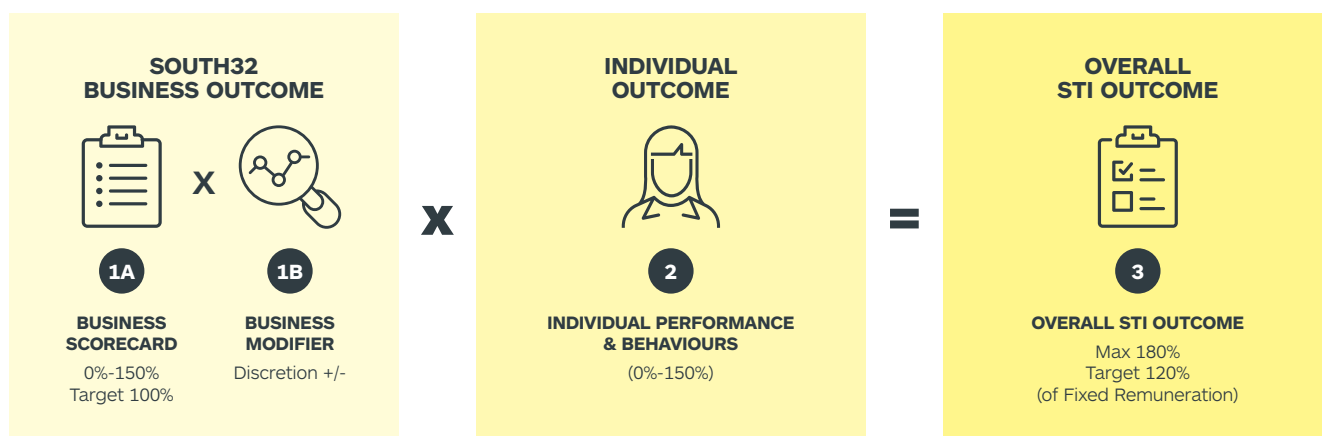 SOUTH32
BUSINESS OUTCOME
X
1A
BUSINESS
SCORECARD
0%-150%
Target 100%
1B
BUSINESS
MODIFIER
Discretion +/-
X
INDIVIDUAL
OUTCOME
2
INDIVIDUAL PERFORMANCE
& BEHAVIOURS
(0%-150%)
=
OVERALL
STI OUTCOME
3
OVERALL STI OUTCOME
Max 180%
Target 120%
(of Fixed Remuneration)